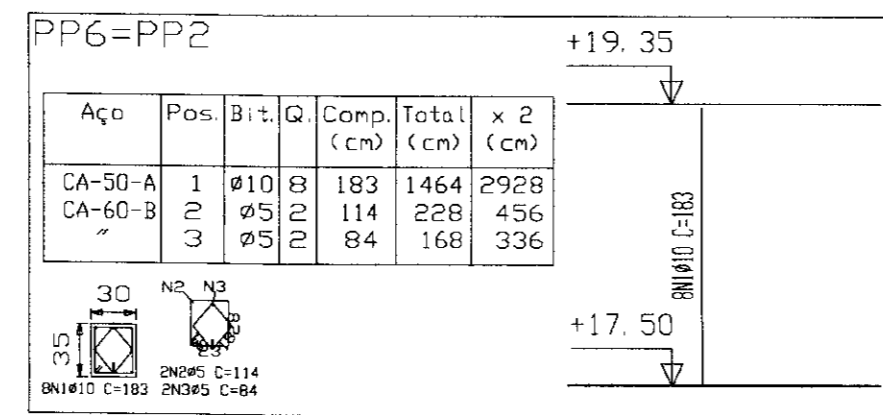 PP6=PP2
Aço Pos. Bit. Q. Comp. (cm) Total (cm) x 2 (cm)
CA-50-A 1 ø10 8 183 1464 2928
CA-60-B 2 ø5 2 114 228 456
" 3 ø5 2 84 168 336
30
35
8N1ø10 C=183
N2 N3
23
2N2ø5 C=114
2N3ø5 C=84
+19.35
8N1ø10 C=183
+17.50